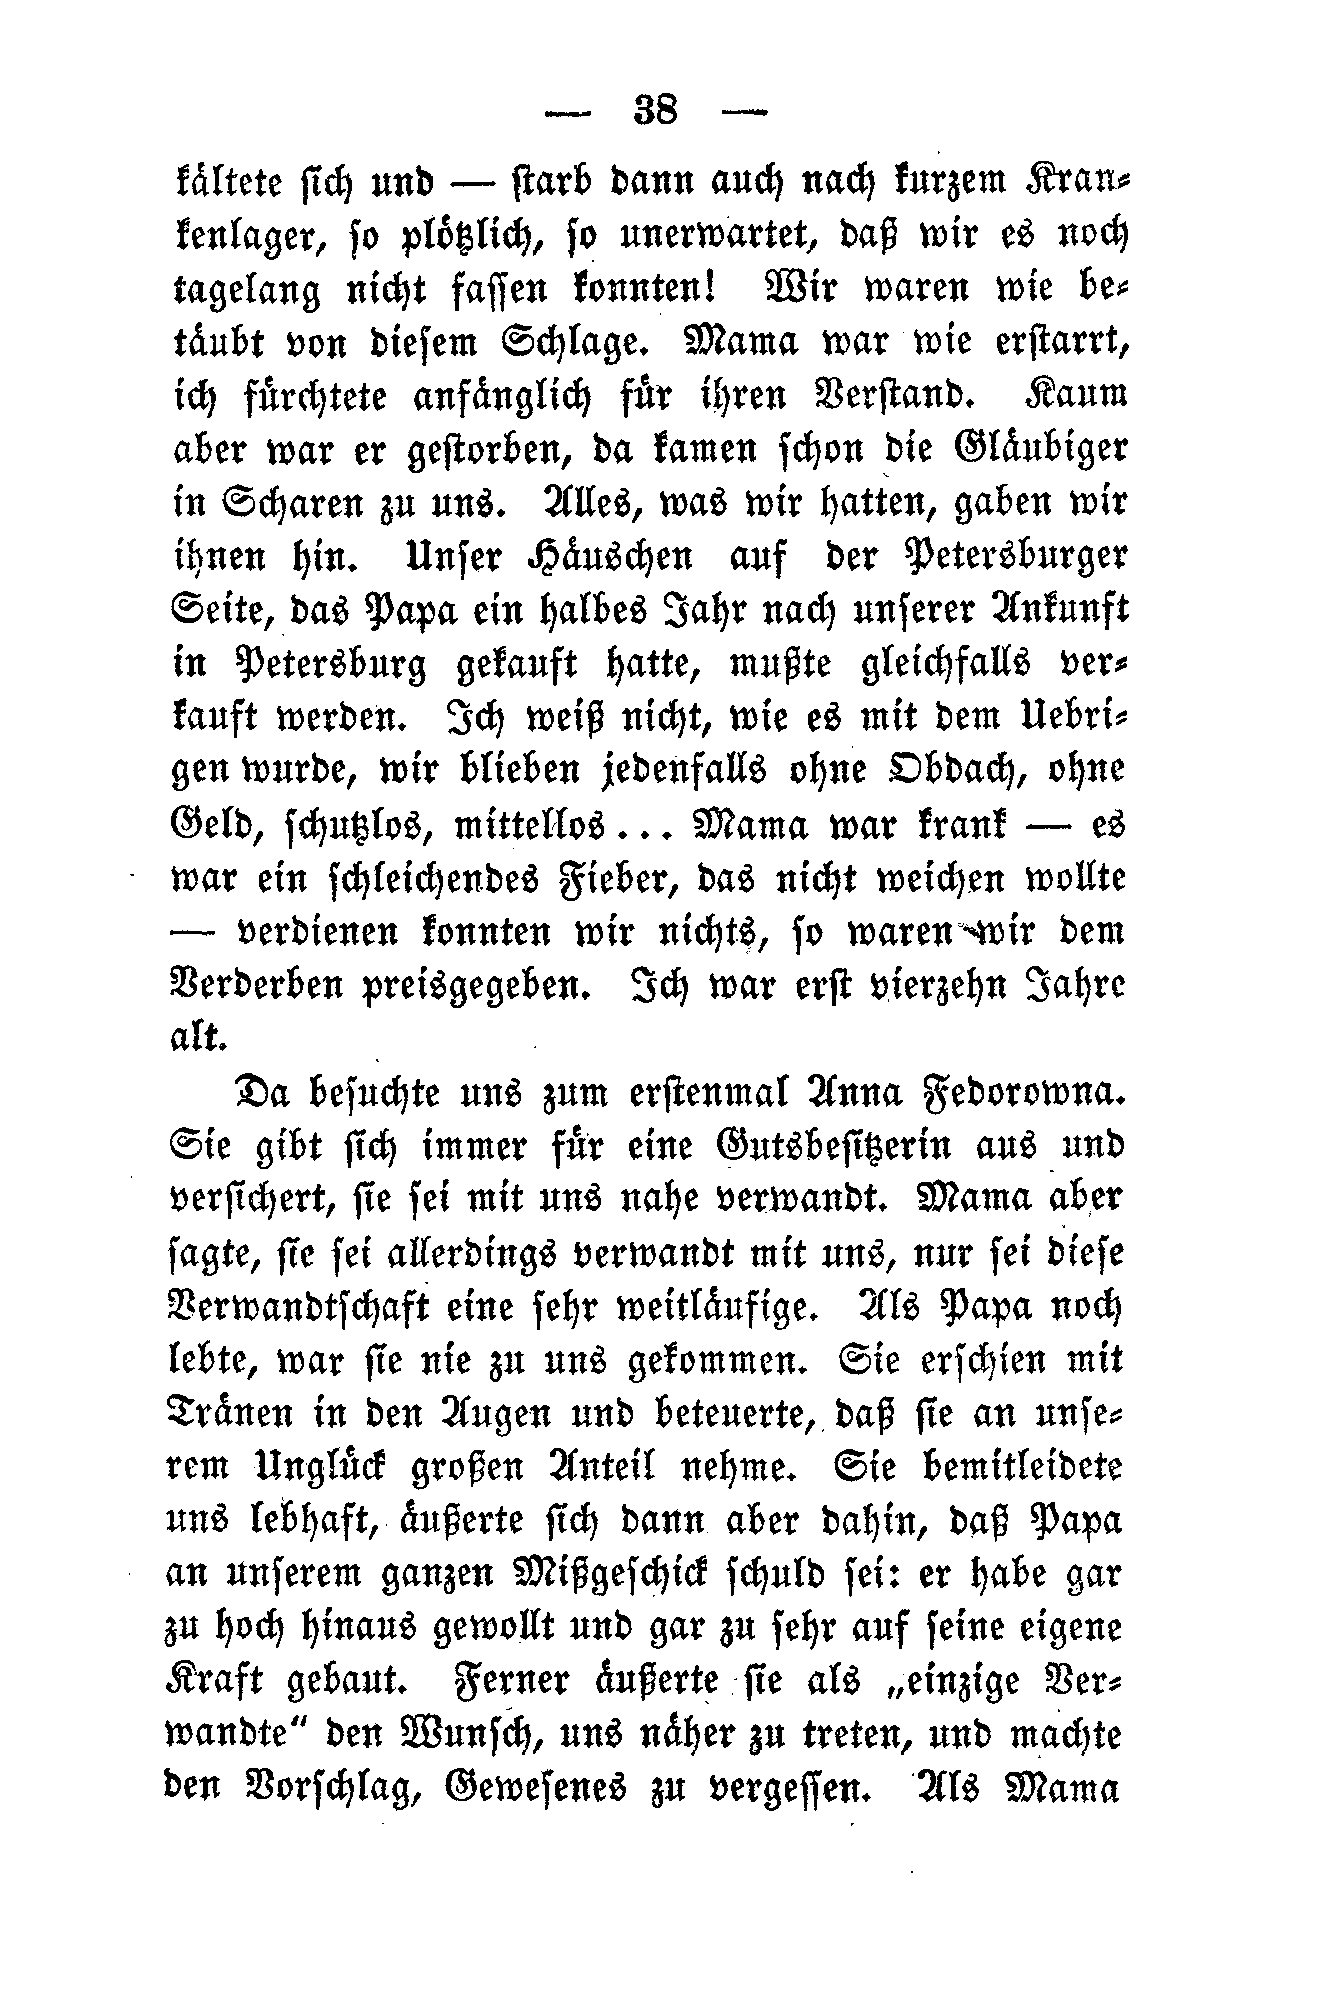 — 38 —
kältete sich und — starb dann auch nach kurzem Kran-
kenlager, so plötzlich, so unerwartet, daß wir es noch
tagelang nicht fassen konnten! Wir waren wie be-
täubt von diesem Schlage. Mama war wie erstarrt,
ich fürchtete anfänglich für ihren Verstand. Kaum
aber war er gestorben, da kamen schon die Gläubiger
in Scharen zu uns. Alles, was wir hatten, gaben wir
ihnen hin. Unser Häuschen auf der Petersburger
Seite, das Papa ein halbes Jahr nach unserer Ankunft
in Petersburg gekauft hatte, mußte gleichfalls ver-
kauft werden. Ich weiß nicht, wie es mit dem Uebri-
gen wurde, wir blieben jedenfalls ohne Obdach, ohne
Geld, schutzlos, mittellos... Mama war krank — es
war ein schleichendes Fieber, das nicht weichen wollte
— verdienen konnten wir nichts, so waren wir dem
Verderben preisgegeben. Ich war erst vierzehn Jahre
alt.
Da besuchte uns zum erstenmal Anna Fedorowna.
Sie gibt sich immer für eine Gutsbesitzerin aus und
versichert, sie sei mit uns nahe verwandt. Mama aber
sagte, sie sei allerdings verwandt mit uns, nur sei diese
Verwandtschaft eine sehr weitläufige. Als Papa noch
lebte, war sie nie zu uns gekommen. Sie erschien mit
Tränen in den Augen und beteuerte, daß sie an unse-
rem Unglück großen Anteil nehme. Sie bemitleidete
uns lebhaft, äußerte sich dann aber dahin, daß Papa
an unserem ganzen Mißgeschick schuld sei: er habe gar
zu hoch hinaus gewollt und gar zu sehr auf seine eigene
Kraft gebaut. Ferner äußerte sie als „einzige Ver-
wandte“ den Wunsch, uns näher zu treten, und machte
den Vorschlag, Gewesenes zu vergessen. Als Mama